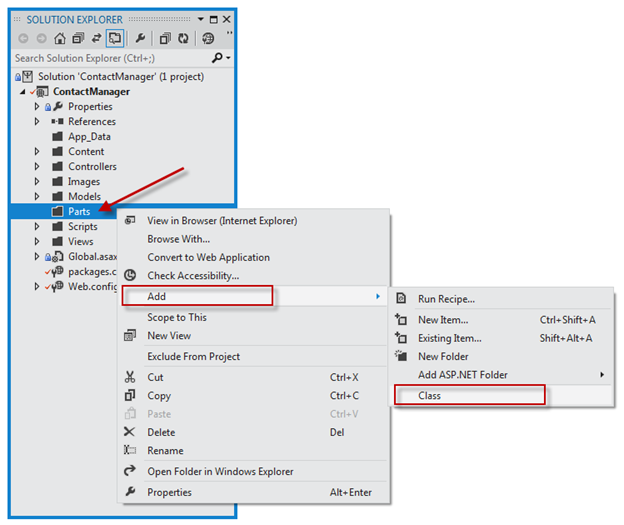 SOLUTION EXPLORER
Search Solution Explorer (Ctrl+;)
Solution 'ContactManager' (1 project)
ContactManager
Properties
References
App_Data
Content
Controllers
Images
Models
Parts
Scripts
Views
Global.asax
packages.c
Web.config
View in Browser (Internet Explorer)
Browse With...
Convert to Web Application
Check Accessibility...
Add
Scope to This
New View
Exclude From Project
Cut Ctrl+X
Copy Ctrl+C
Paste Ctrl+V
Delete Del
Rename
Open Folder in Windows Explorer
Properties Alt+Enter
Run Recipe...
New Item... Ctrl+Shift+A
Existing Item... Shift+Alt+A
New Folder
Add ASP.NET Folder
Class